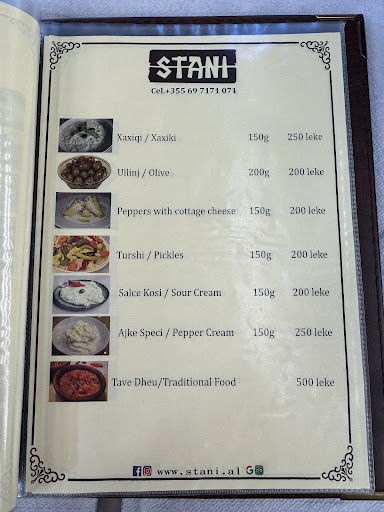 STANI
Cel.+355 69 7171 071
Xaxiqi / Xaxiki 150g 250 leke
Ullinj / Olive 200g 200 leke
Peppers with cottage cheese 150g 200 leke
Turshi / Pickles 150g 200 leke
Salce Kosi / Sour Cream 150g 200 leke
Ajke Speci / Pepper Cream 150g 250 leke
Tave Dheu/Traditional Food 500 leke
www.stani.al